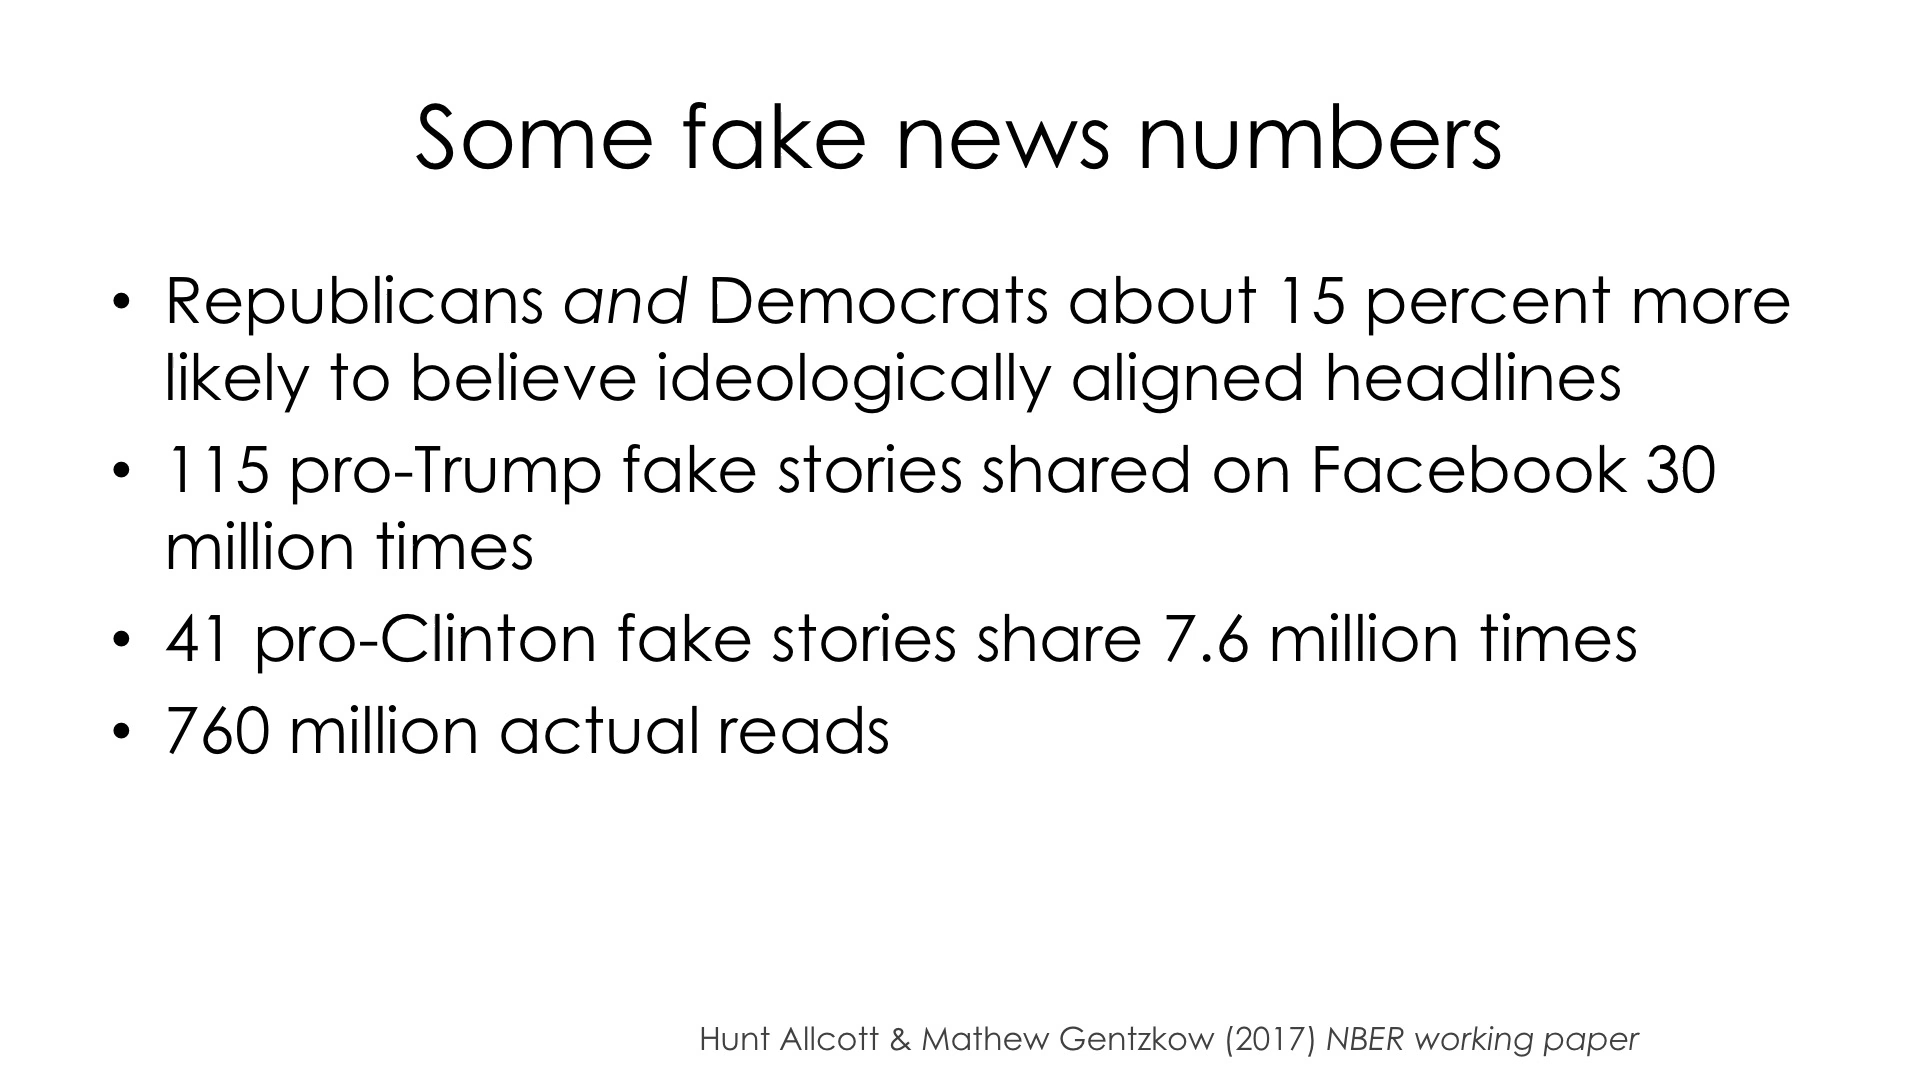 Some fake news numbers
• Republicans and Democrats about 15 percent more
likely to believe ideologically aligned headlines
• 115 pro-Trump fake stories shared on Facebook 30
million times
• 41 pro-Clinton fake stories share 7.6 million times
• 760 million actual reads
Hunt Allcott & Mathew Gentzkow (2017) NBER working paper